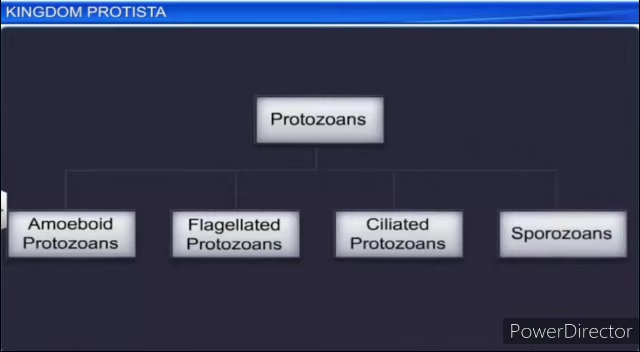 KINGDOM PROTISTA
Protozoans
Amoeboid
Protozoans
Flagellated
Protozoans
Ciliated
Protozoans
Sporozoans
PowerDirector